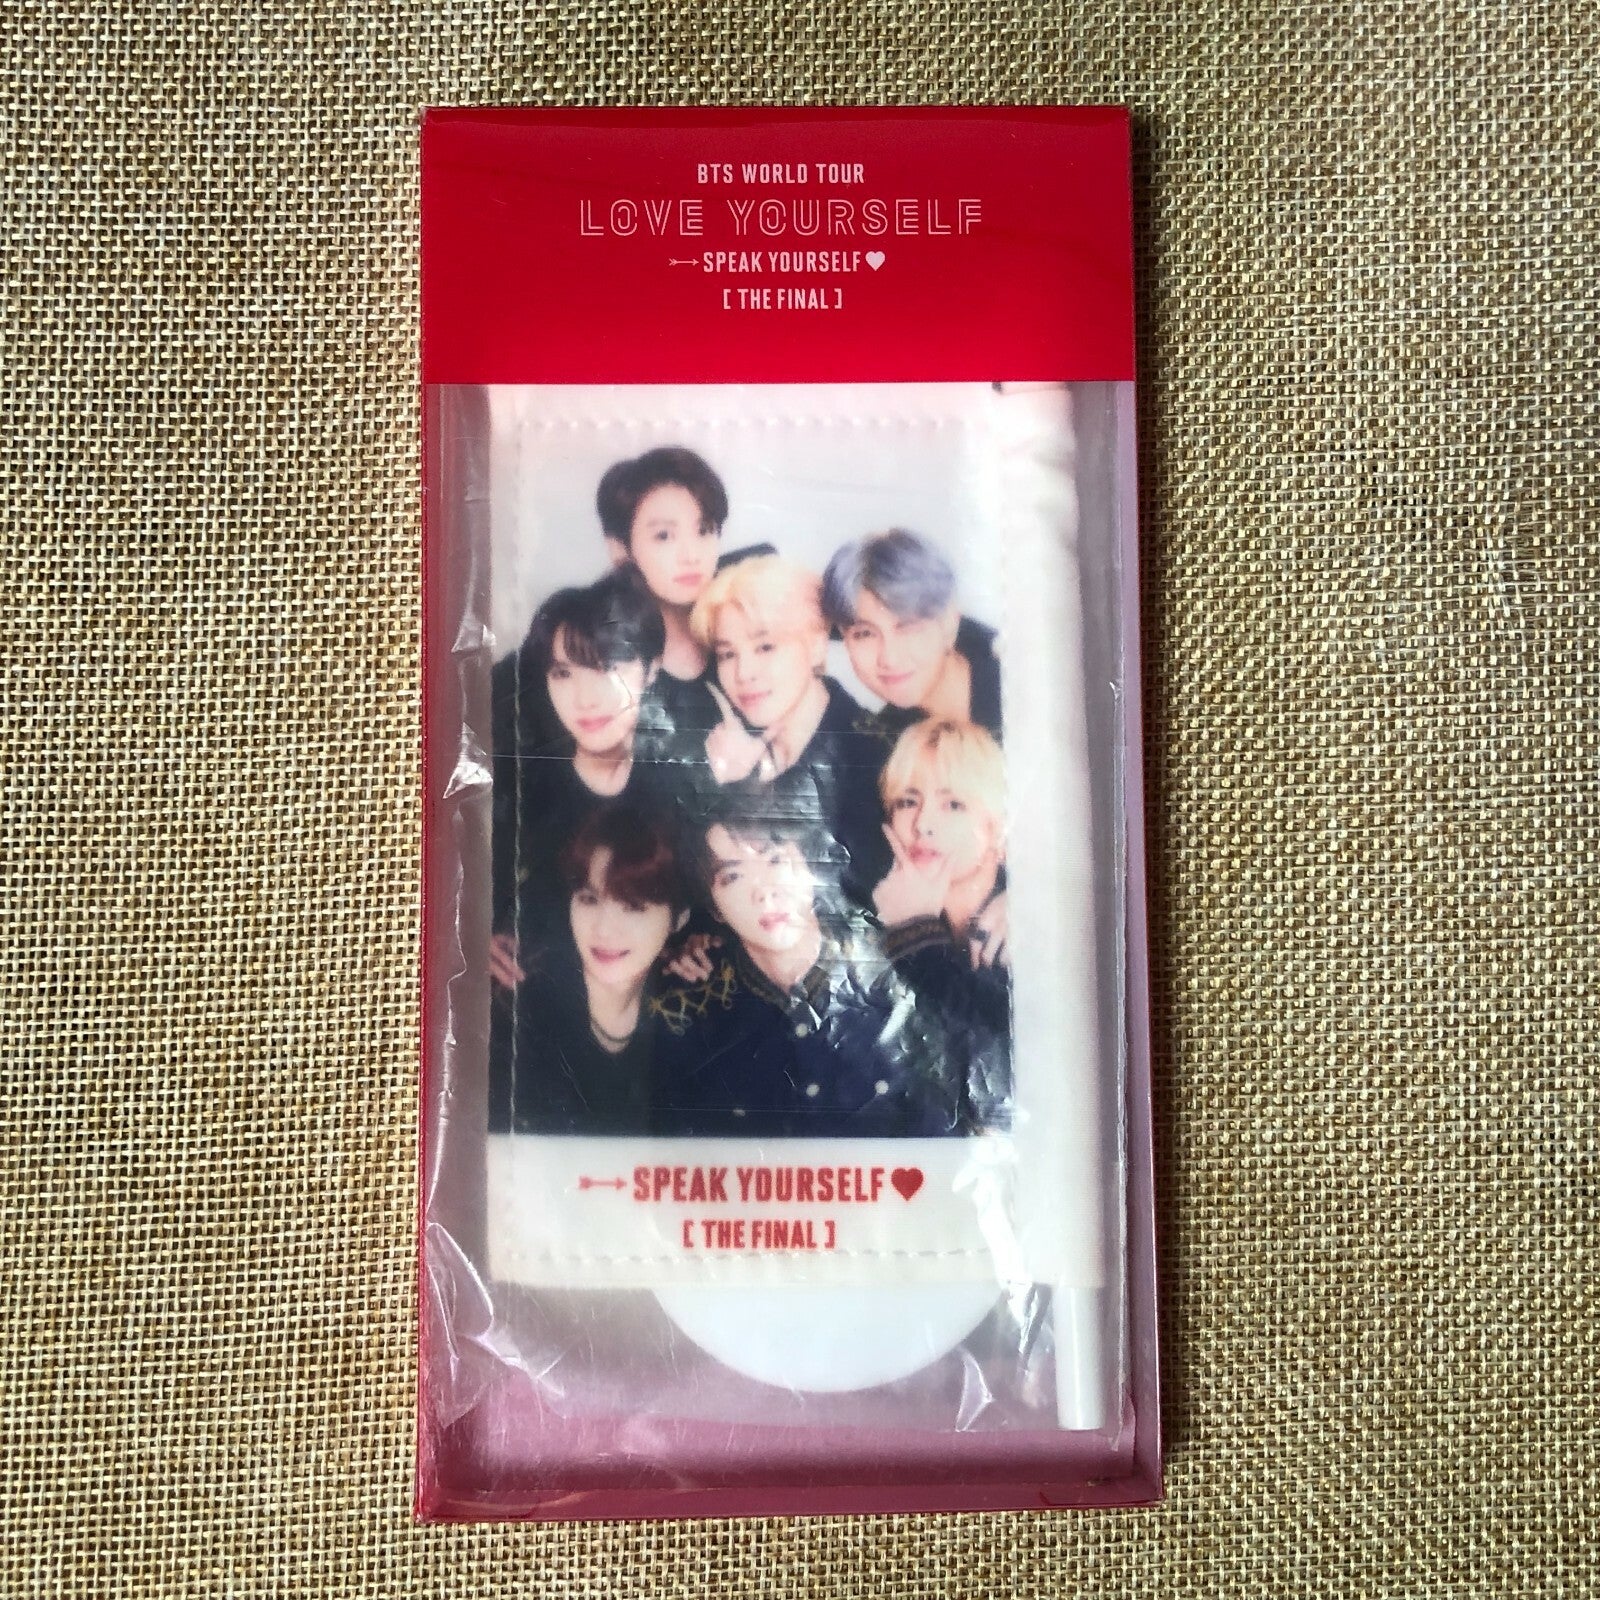 BTS WORLD TOUR
LOVE YOURSELF
SPEAK YOURSELF
[ THE FINAL ]
SPEAK YOURSELF
[ THE FINAL ]